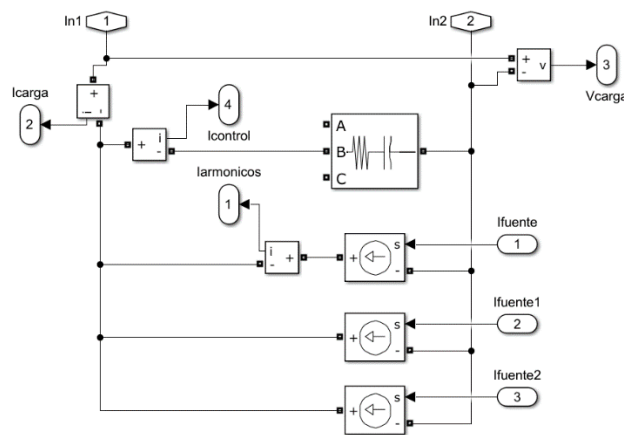 In1 1
In2 2
+
- v
3
Vcarga
Icarga
2
+
i
-
4
Icontrol
+ i
-
A
B
C
Iarmonicos
1
i
- +
+ s
-
Ifuente
1
+ s
-
Ifuente1
2
+ s
-
Ifuente2
3